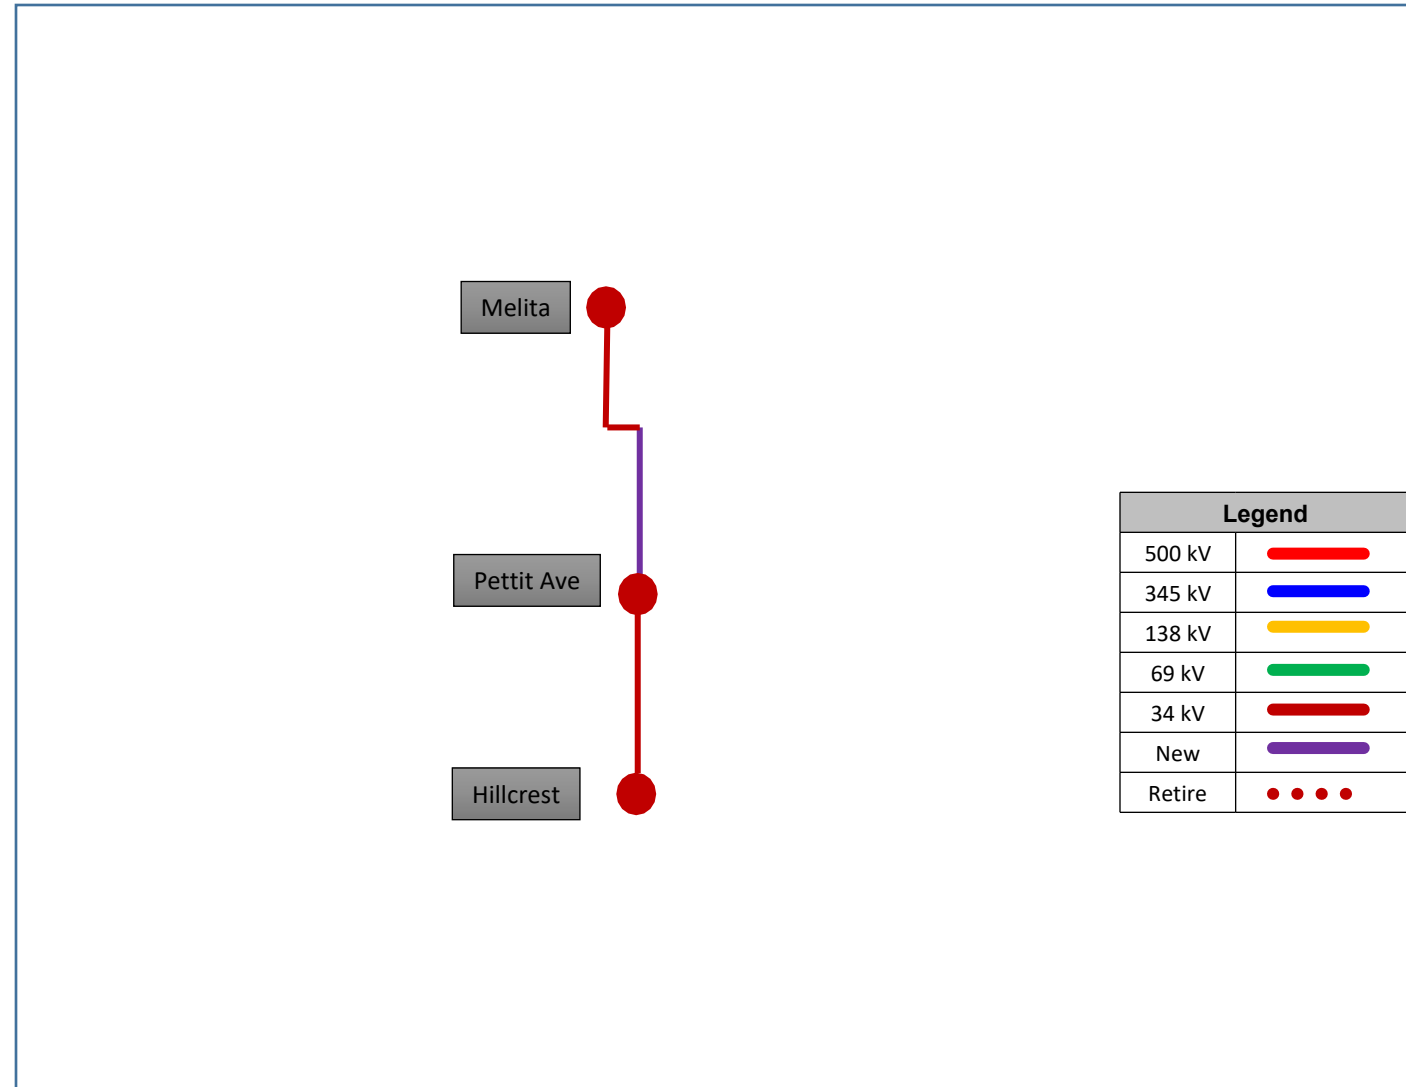 Melita
Pettit Ave
Hillcrest
Legend
500 kV
345 kV
138 kV
69 kV
34 kV
New
Retire